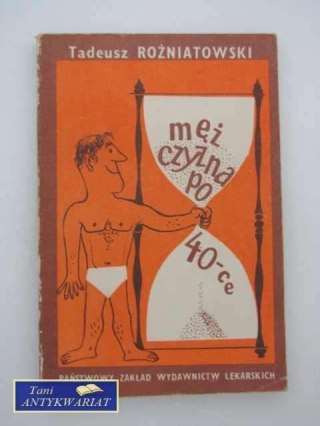 Tadeusz ROŻNIATOWSKI
męż
czyzna
po
40-ce
PAŃSTWOWY ZAKŁAD WYDAWNICTW LEKARSKICH
Tani
ANTYKWARIAT